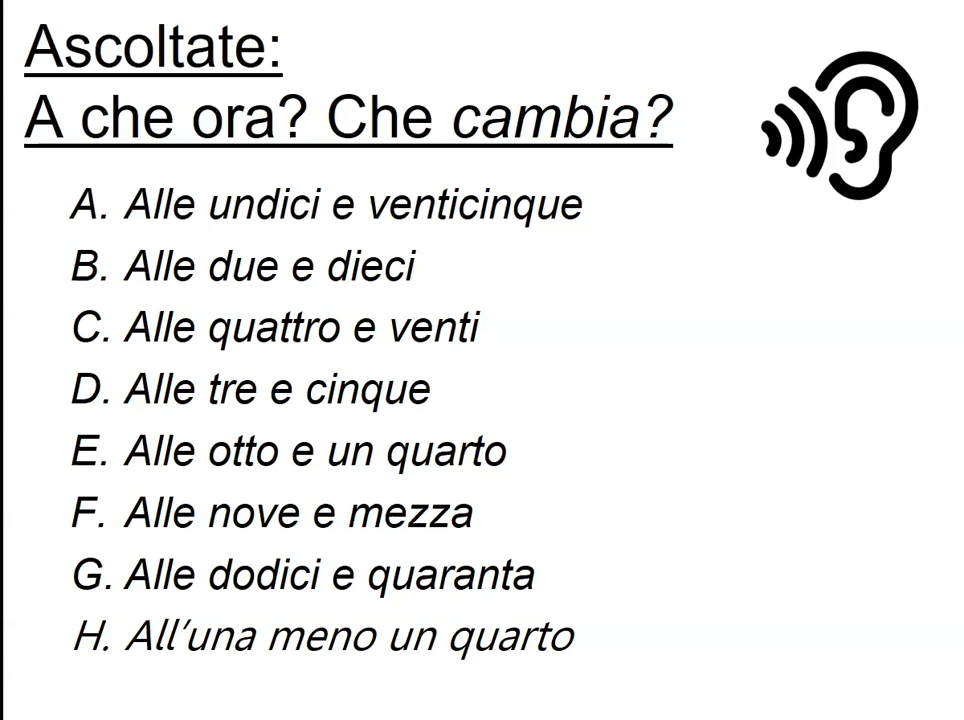 Ascoltate:
A che ora? Che cambia?
A. Alle undici e venticinque
B. Alle due e dieci
C. Alle quattro e venti
D. Alle tre e cinque
E. Alle otto e un quarto
F. Alle nove e mezza
G. Alle dodici e quaranta
H. All’una meno un quarto